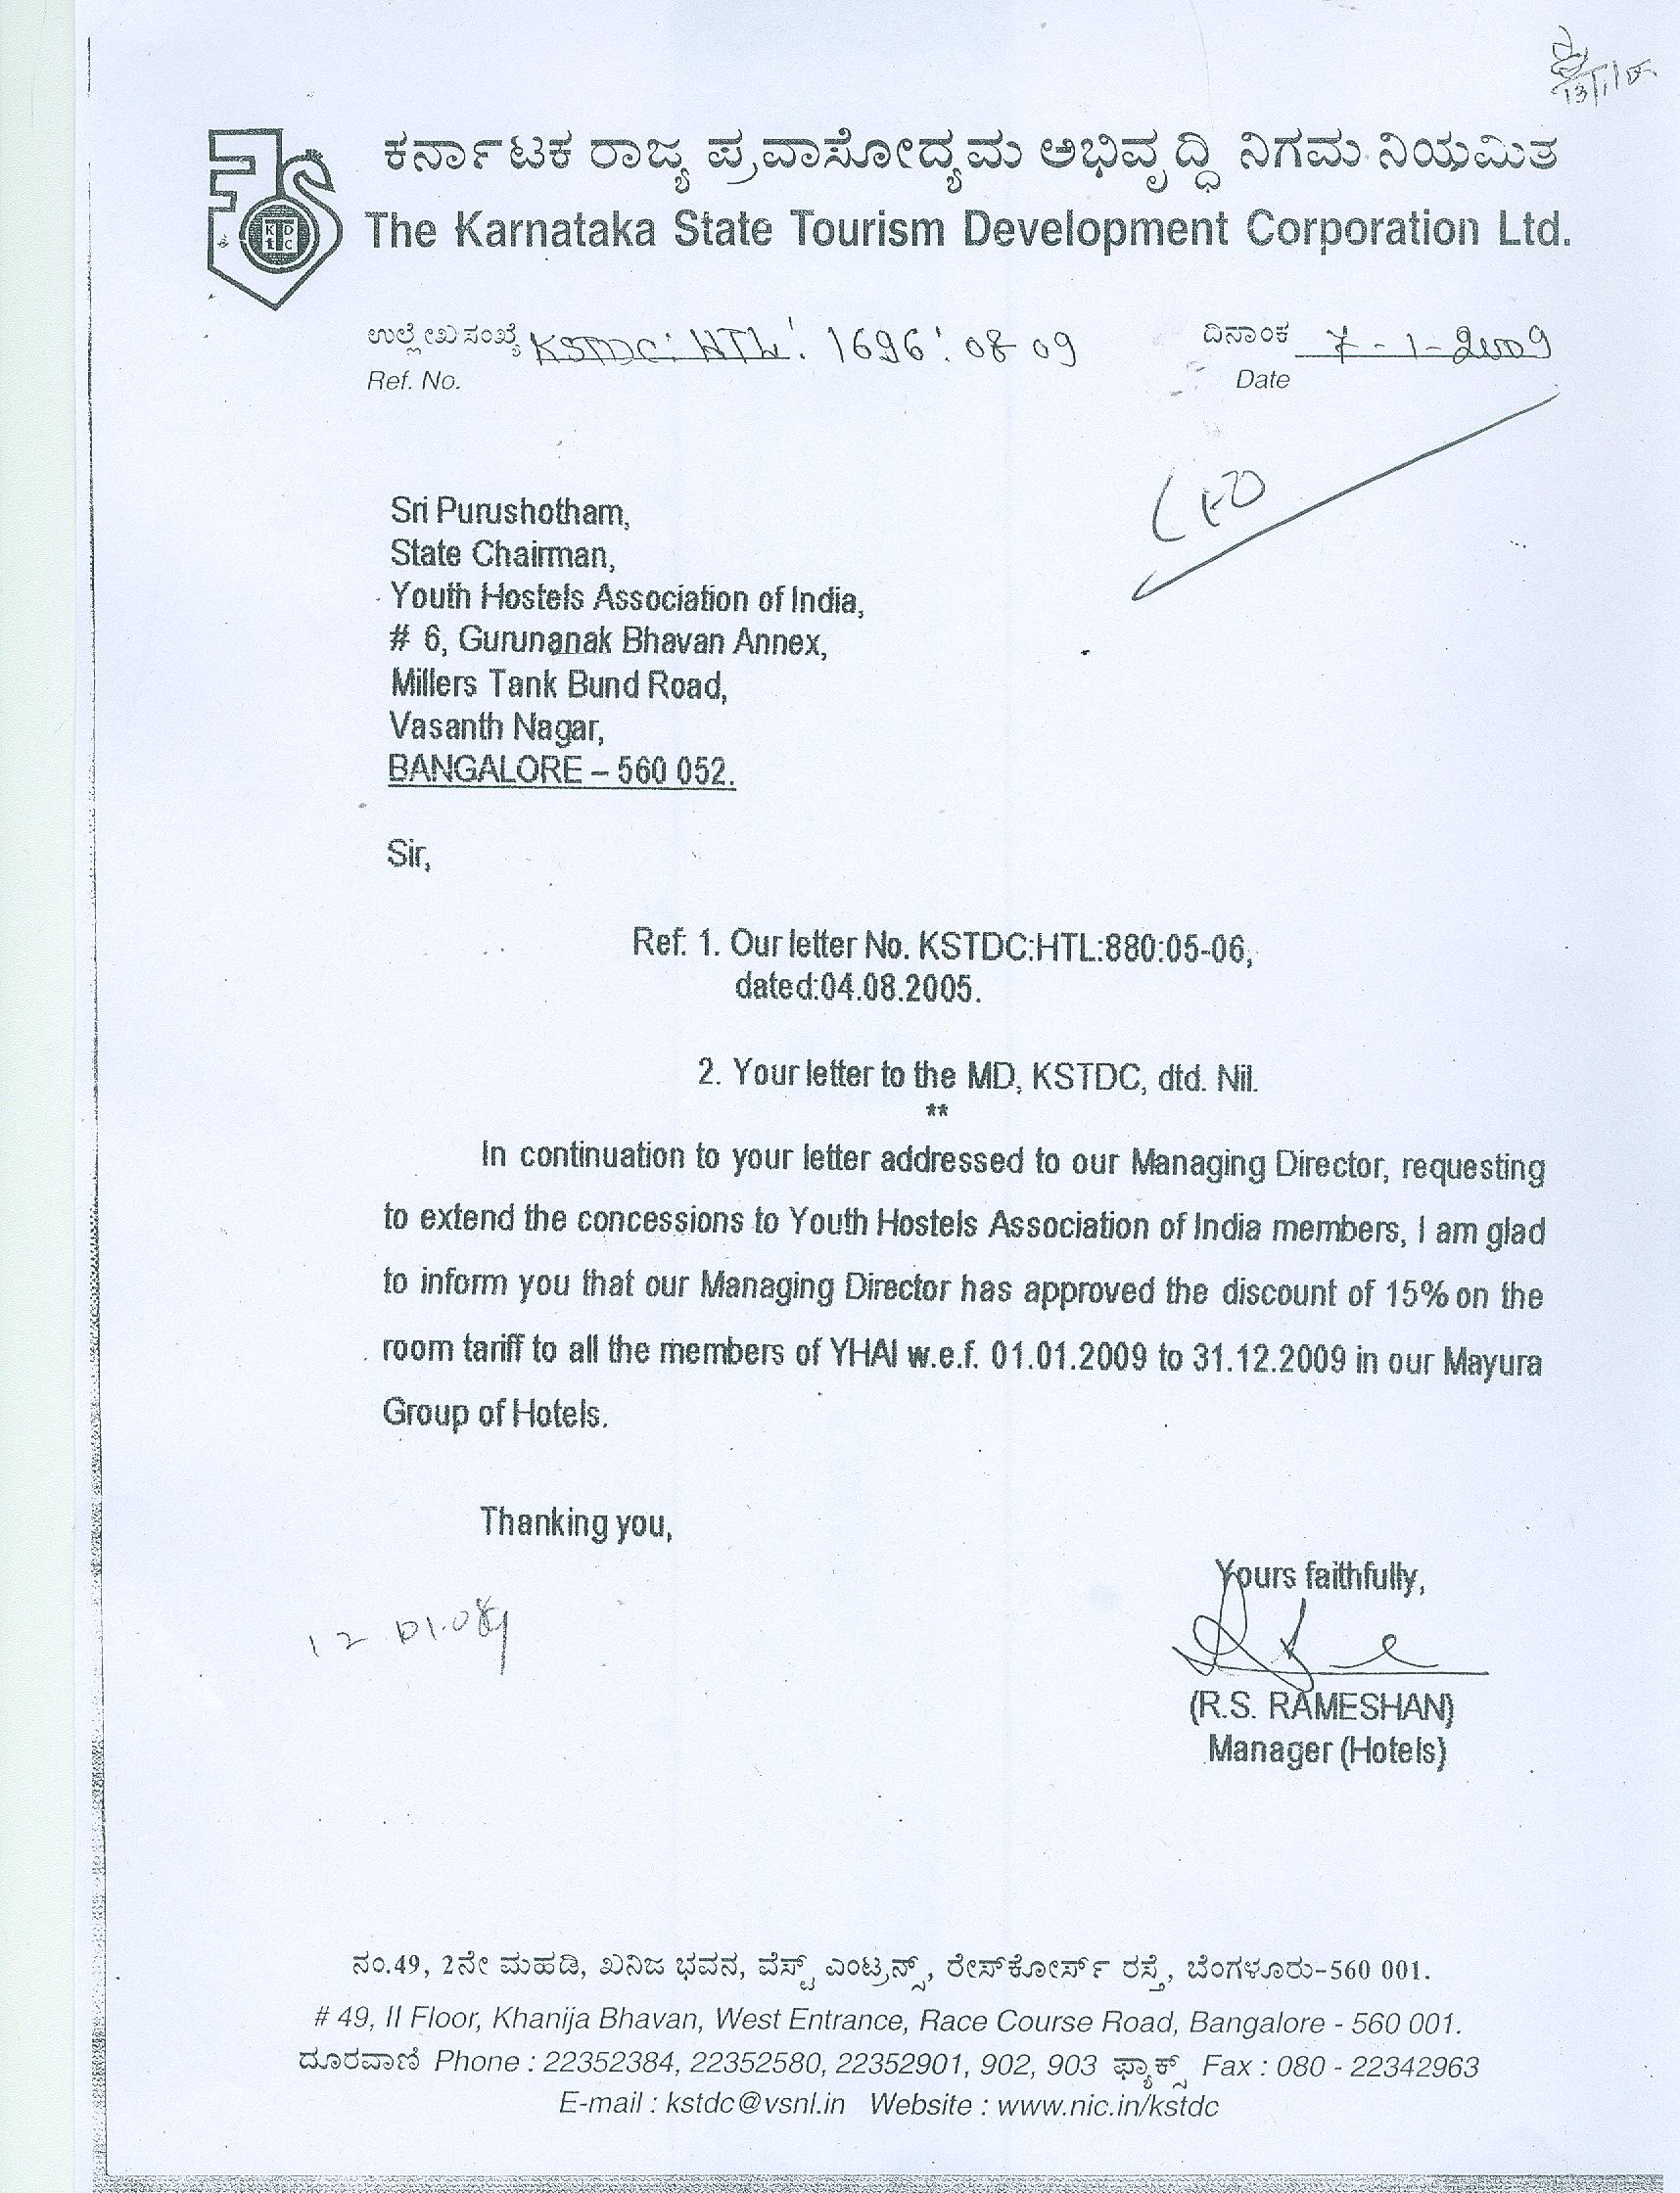 ಕರ್ನಾಟಕ ರಾಜ್ಯ ಪ್ರವಾಸೋದ್ಯಮ ಅಭಿವೃದ್ಧಿ ನಿಗಮ ನಿಯಮಿತ
The Karnataka State Tourism Development Corporation Ltd.
ಉಲ್ಲೇಖ ಸಂಖ್ಯೆ KSTDC: HTL: 1696: 08 09 ದಿನಾಂಕ 7-1-2009
Ref. No. Date
Sri Purushotham,
State Chairman,
Youth Hostels Association of India,
# 6, Gurunanak Bhavan Annex,
Millers Tank Bund Road,
Vasanth Nagar,
BANGALORE – 560 052.
Sir,
Ref: 1. Our letter No. KSTDC:HTL:880:05-06,
dated:04.08.2005.
2. Your letter to the MD, KSTDC, dtd. Nil.
**
In continuation to your letter addressed to our Managing Director, requesting
to extend the concessions to Youth Hostels Association of India members, I am glad
to inform you that our Managing Director has approved the discount of 15% on the
room tariff to all the members of YHAI w.e.f. 01.01.2009 to 31.12.2009 in our Mayura
Group of Hotels.
Thanking you,
Yours faithfully,
(R.S. RAMESHAN)
Manager (Hotels)
ನಂ.49, 2ನೇ ಮಹಡಿ, ಖನಿಜ ಭವನ, ವೆಸ್ಟ್ ಎಂಟ್ರನ್ಸ್, ರೇಸ್‌ಕೋರ್ಸ್ ರಸ್ತೆ, ಬೆಂಗಳೂರು-560 001.
# 49, II Floor, Khanija Bhavan, West Entrance, Race Course Road, Bangalore - 560 001.
ದೂರವಾಣಿ Phone : 22352384, 22352580, 22352901, 902, 903 ಫ್ಯಾಕ್ಸ್ Fax : 080 - 22342963
E-mail : kstdc@vsnl.in Website : www.nic.in/kstdc